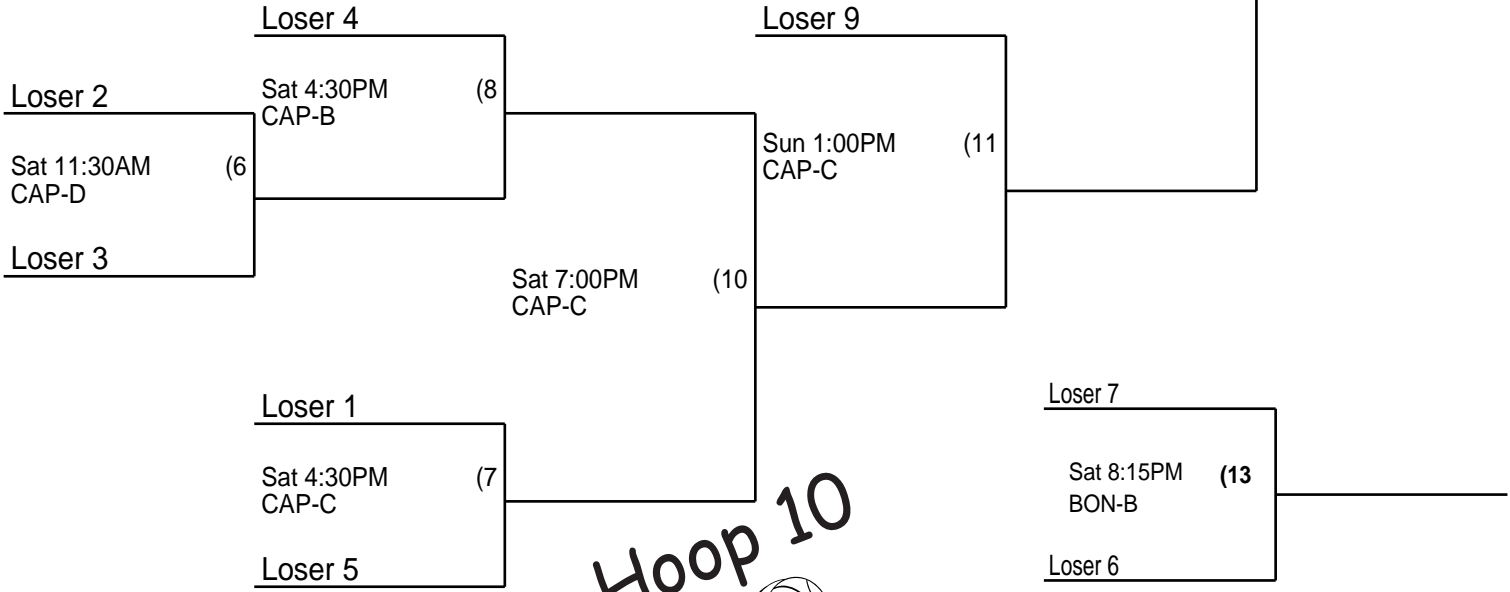 Loser 4
Loser 9
Loser 2
Sat 4:30PM (8
CAP-B
Sun 1:00PM (11
CAP-C
Sat 11:30AM (6
CAP-D
Loser 3
Sat 7:00PM (10
CAP-C
Loser 1
Loser 7
Sat 4:30PM (7
CAP-C
Sat 8:15PM (13
BON-B
Hoop 10
Loser 5
Loser 6